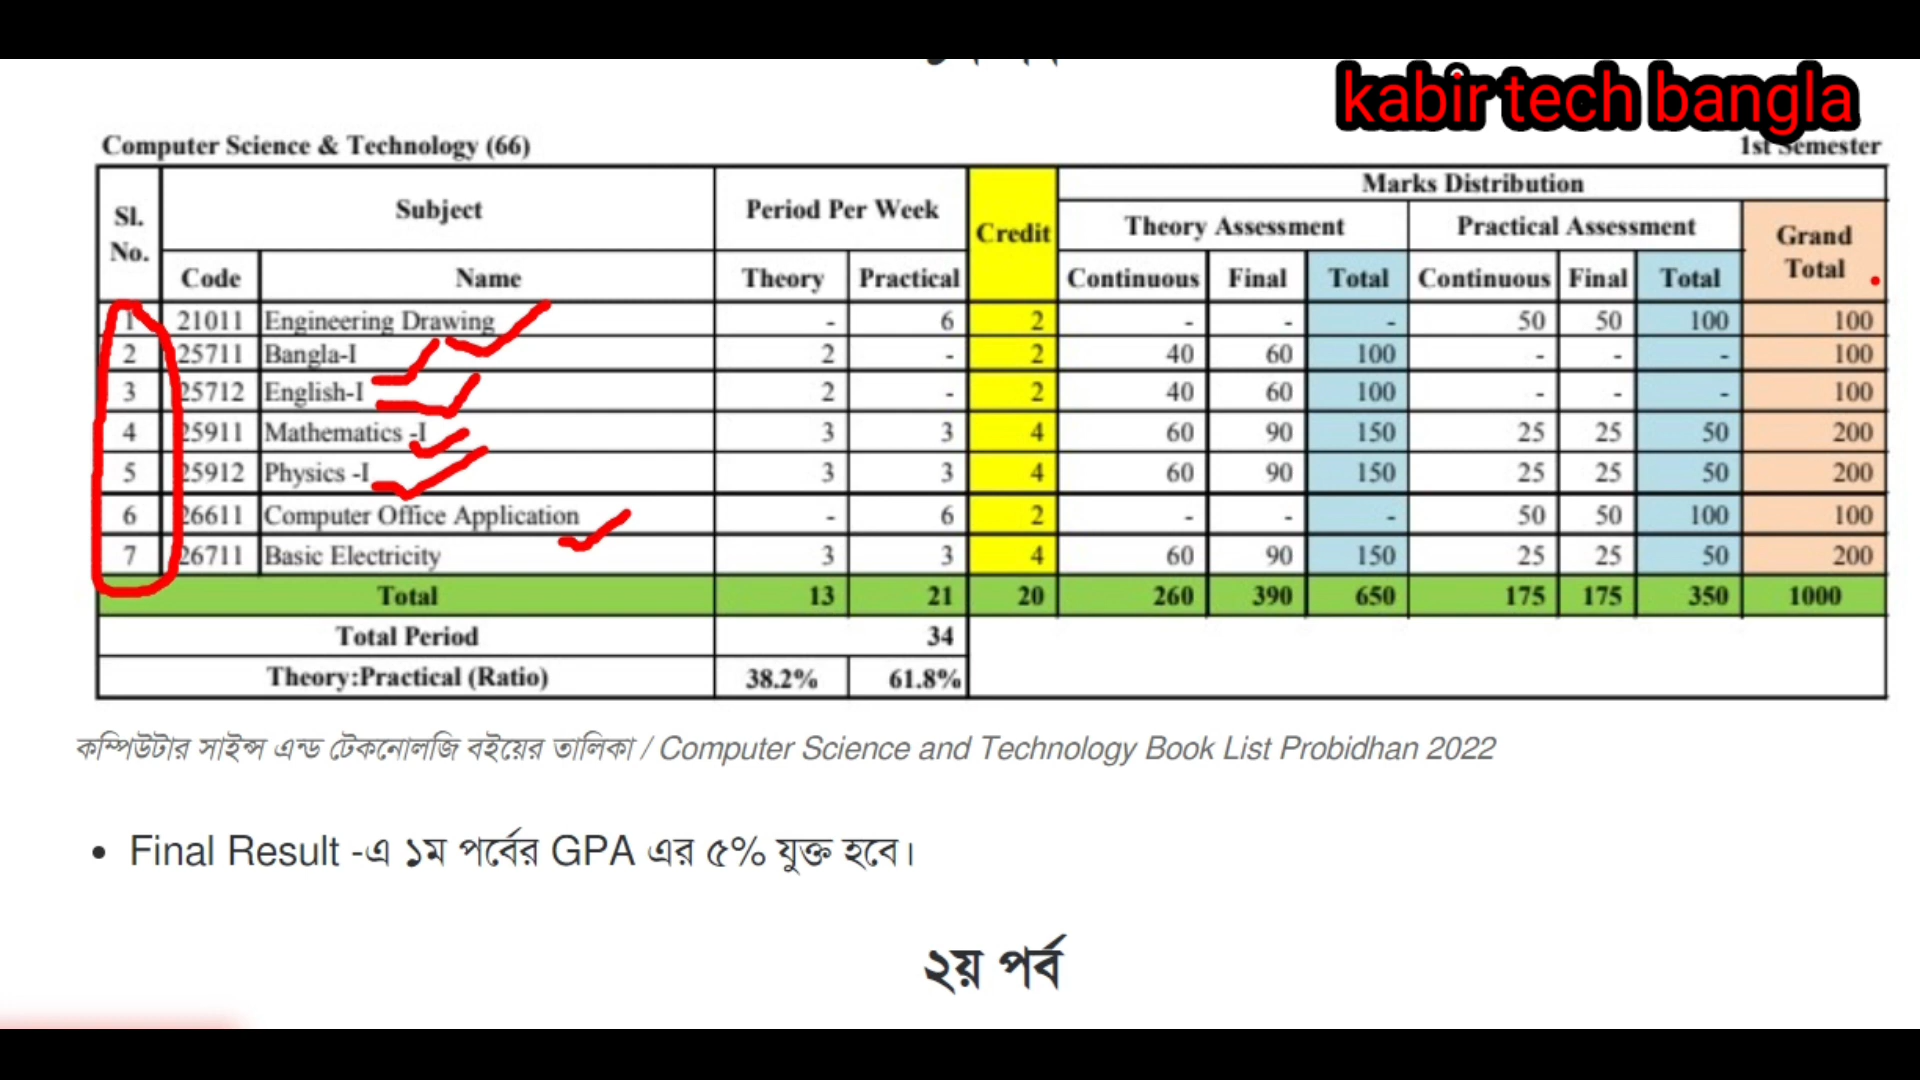 kabir tech bangla
Computer Science & Technology (66) 1st Semester
Sl. No. Subject Period Per Week Credit Marks Distribution
Theory Assessment Practical Assessment Grand Total
Code Name Theory Practical Continuous Final Total Continuous Final Total
1 21011 Engineering Drawing - 6 2 - - - 50 50 100 100
2 25711 Bangla-I 2 - 2 40 60 100 - - - 100
3 25712 English-I 2 - 2 40 60 100 - - - 100
4 25911 Mathematics -I 3 3 4 60 90 150 25 25 50 200
5 25912 Physics -I 3 3 4 60 90 150 25 25 50 200
6 26611 Computer Office Application - 6 2 - - - 50 50 100 100
7 26711 Basic Electricity 3 3 4 60 90 150 25 25 50 200
Total 13 21 20 260 390 650 175 175 350 1000
Total Period 34
Theory:Practical (Ratio) 38.2% 61.8%
কম্পিউটার সাইন্স এন্ড টেকনোলজি বইয়ের তালিকা / Computer Science and Technology Book List Probidhan 2022
• Final Result -এ ১ম পর্বের GPA এর ৫% যুক্ত হবে।
২য় পর্ব